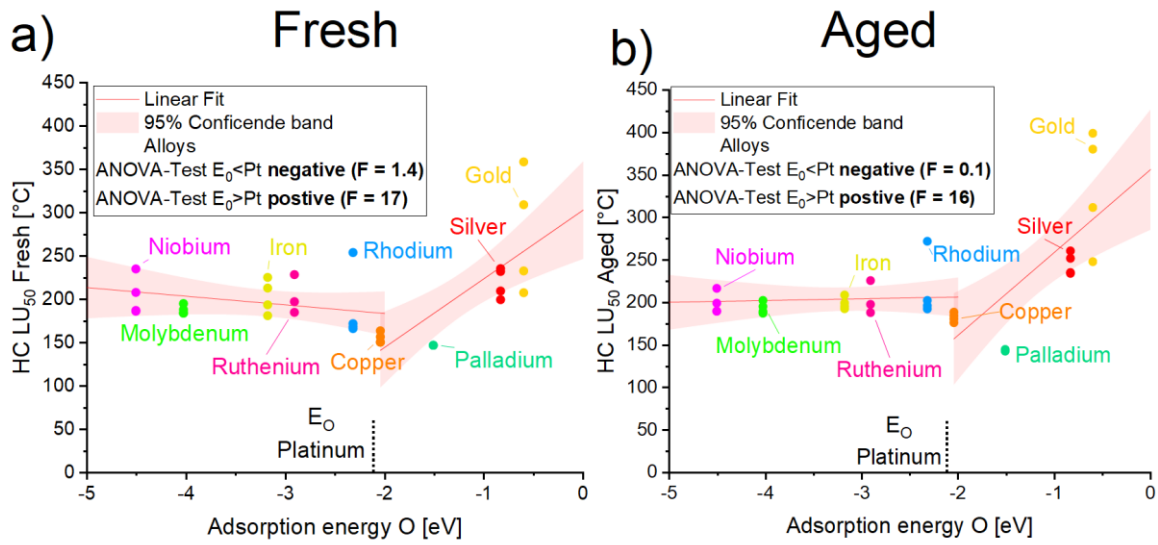 a)
Fresh
HC LU50 Fresh [°C]
450
400
350
300
250
200
150
100
50
0
Linear Fit
95% Conficende band
Alloys
ANOVA-Test E0<Pt negative (F = 1.4)
ANOVA-Test E0>Pt postive (F = 17)
Gold
Silver
Niobium
Iron
Rhodium
Molybdenum
Ruthenium
Copper
Palladium
EO
Platinum
-5
-4
-3
-2
-1
0
Adsorption energy O [eV]
b)
Aged
HC LU50 Aged [°C]
450
400
350
300
250
200
150
100
50
0
Linear Fit
95% Conficende band
Alloys
ANOVA-Test E0<Pt negative (F = 0.1)
ANOVA-Test E0>Pt postive (F = 16)
Gold
Silver
Niobium
Iron
Rhodium
Copper
Molybdenum
Ruthenium
Palladium
EO
Platinum
-5
-4
-3
-2
-1
0
Adsorption energy O [eV]